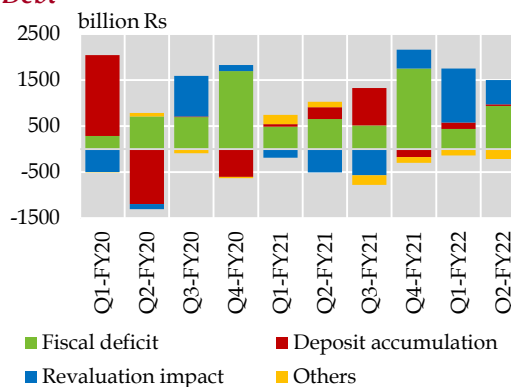 Debt
billion Rs
2500
1500
500
-500
-1500
Q1-FY20
Q2-FY20
Q3-FY20
Q4-FY20
Q1-FY21
Q2-FY21
Q3-FY21
Q4-FY21
Q1-FY22
Q2-FY22
Fiscal deficit
Deposit accumulation
Revaluation impact
Others